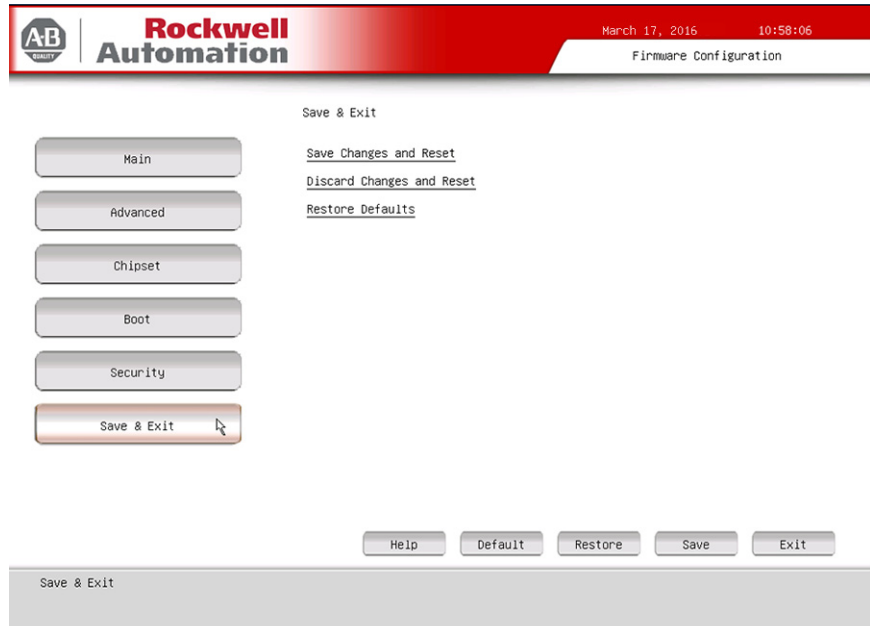 A-B
QUALITY
Rockwell
Automation
March 17, 2016 10:58:06
Firmware Configuration
Save & Exit
Main
Advanced
Chipset
Boot
Security
Save & Exit
Save Changes and Reset
Discard Changes and Reset
Restore Defaults
Help Default Restore Save Exit
Save & Exit